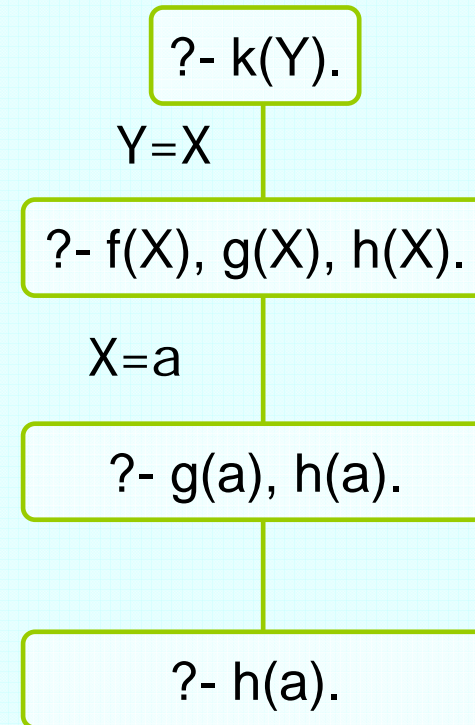 ?- k(Y).
Y=X
?- f(X), g(X), h(X).
X=a
?- g(a), h(a).
?- h(a).